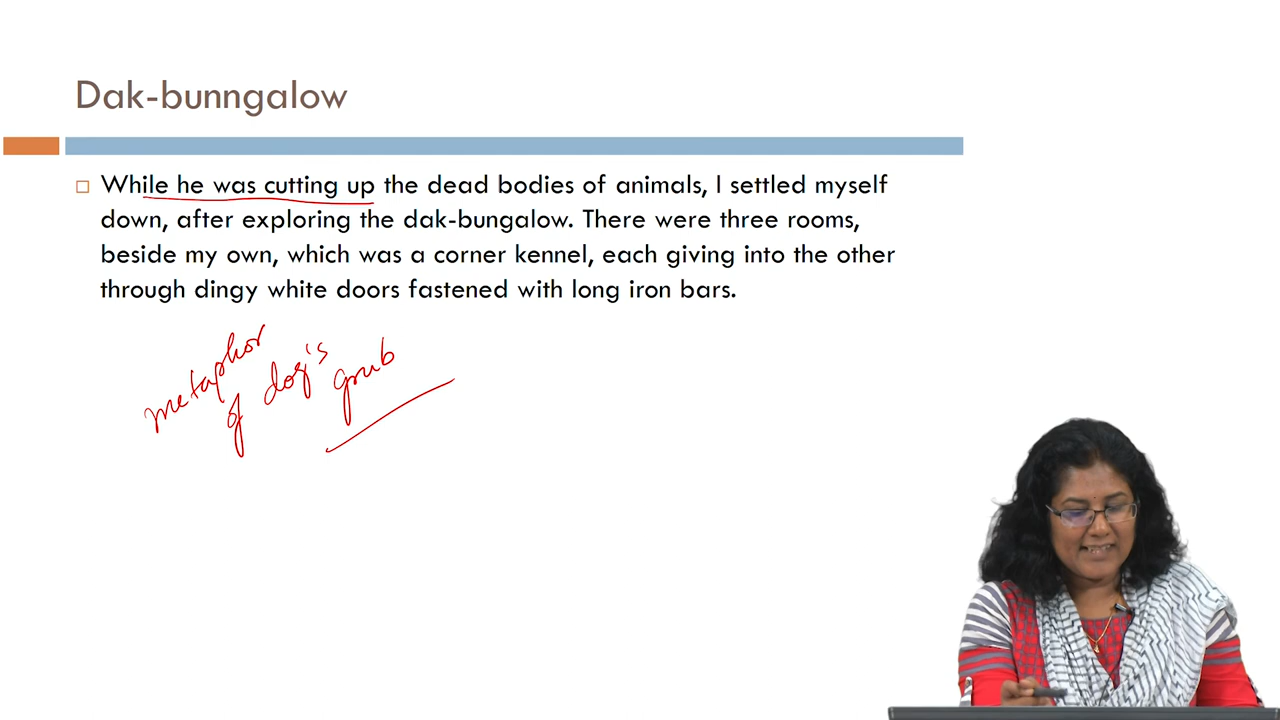 Dak-bunngalow
While he was cutting up the dead bodies of animals, I settled myself
down, after exploring the dak-bungalow. There were three rooms,
beside my own, which was a corner kennel, each giving into the other
through dingy white doors fastened with long iron bars.
metaphor
of dog's grub